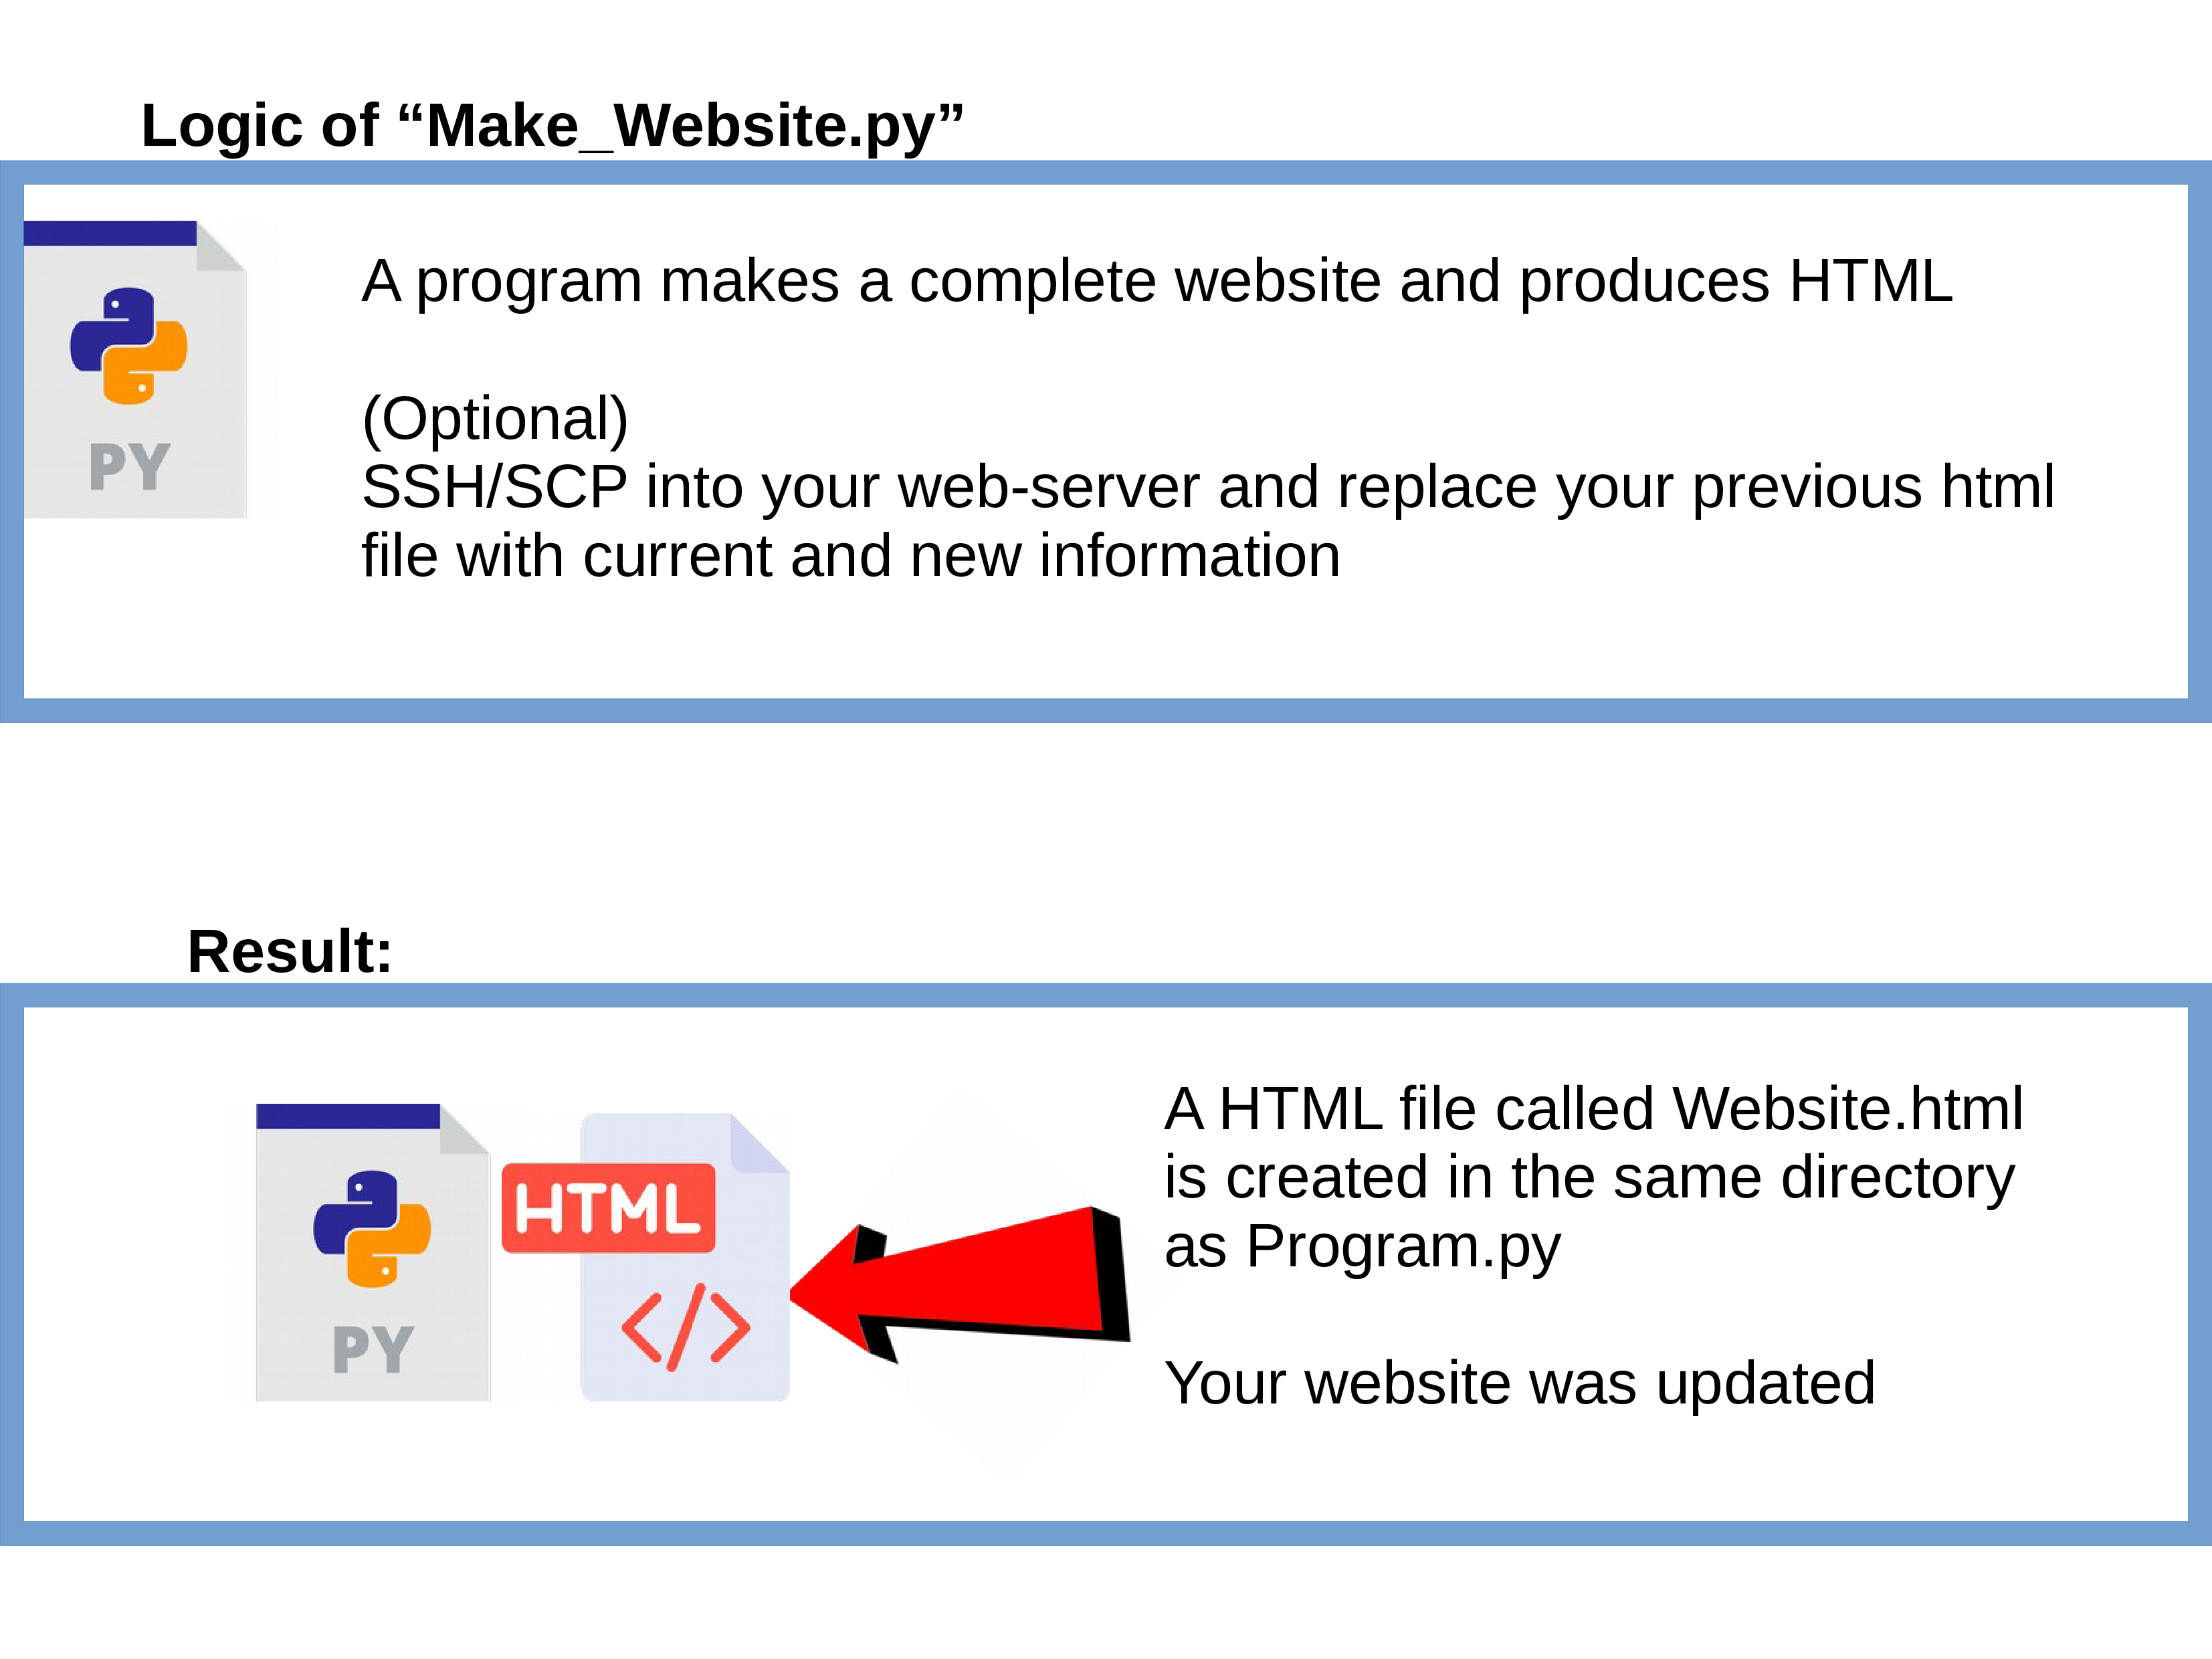 Logic of “Make_Website.py”
A program makes a complete website and produces HTML
(Optional)
SSH/SCP into your web-server and replace your previous html
file with current and new information
PY
Result:
A HTML file called Website.html
is created in the same directory
as Program.py
Your website was updated
HTML
</>
PY